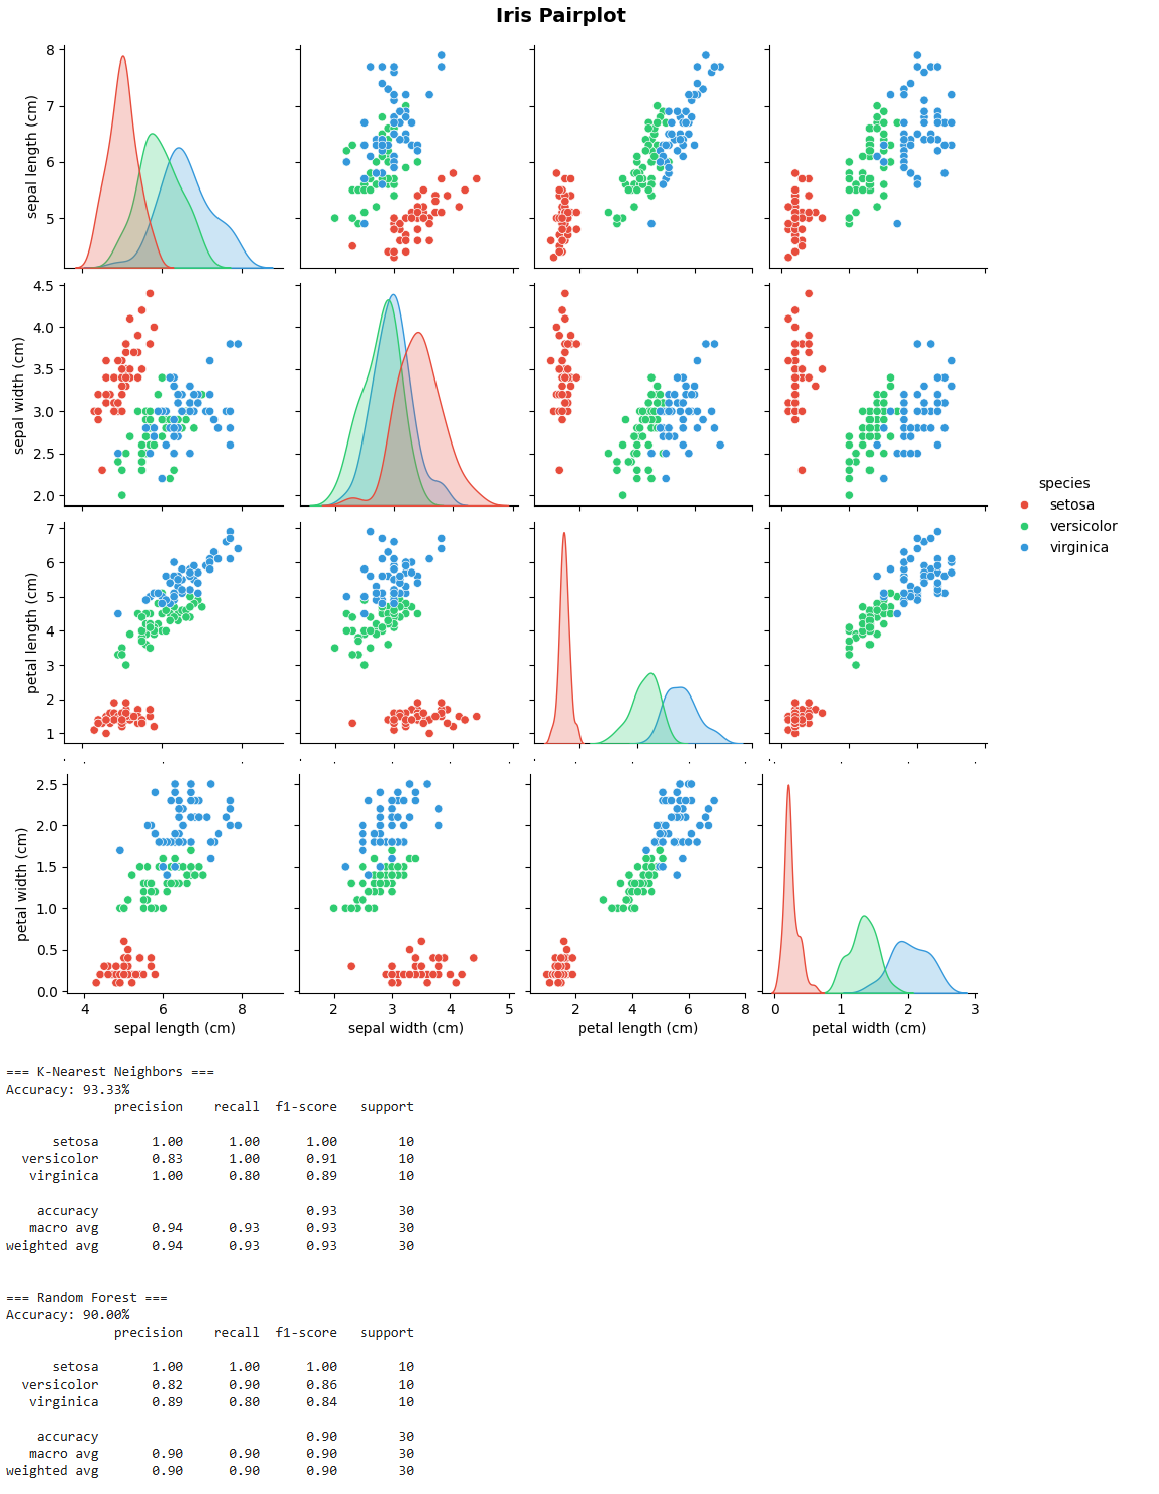 Iris Pairplot
8
7
6
5
sepal length (cm)
4.5
4.0
3.5
3.0
2.5
2.0
sepal width (cm)
species
setosa
versicolor
virginica
7
6
5
4
3
2
1
petal length (cm)
2.5
2.0
1.5
1.0
0.5
0.0
petal width (cm)
4 6 8 2 3 4 5 2 4 6 8 0 1 2 3
sepal length (cm) sepal width (cm) petal length (cm) petal width (cm)
=== K-Nearest Neighbors ===
Accuracy: 93.33%
precision recall f1-score support
setosa 1.00 1.00 1.00 10
versicolor 0.83 1.00 0.91 10
virginica 1.00 0.80 0.89 10
accuracy 0.93 30
macro avg 0.94 0.93 0.93 30
weighted avg 0.94 0.93 0.93 30
=== Random Forest ===
Accuracy: 90.00%
precision recall f1-score support
setosa 1.00 1.00 1.00 10
versicolor 0.82 0.90 0.86 10
virginica 0.89 0.80 0.84 10
accuracy 0.90 30
macro avg 0.90 0.90 0.90 30
weighted avg 0.90 0.90 0.90 30